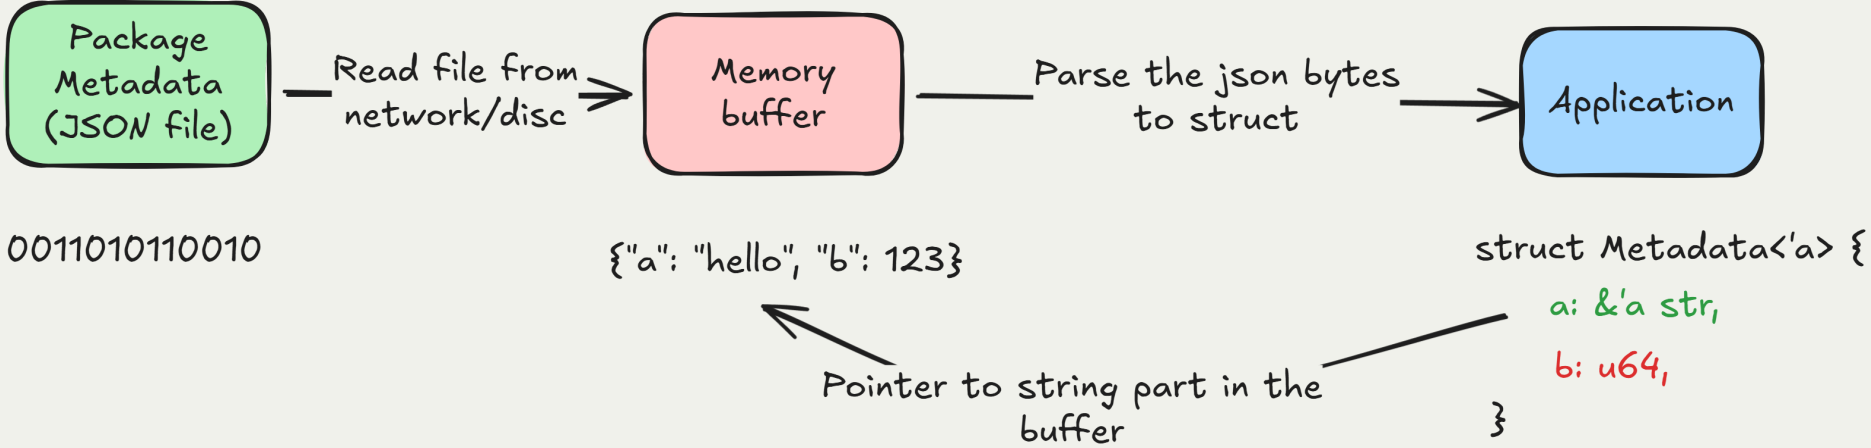 Package
Metadata
(JSON file)
Read file from
network/disc
Memory
buffer
Parse the json bytes
to struct
Application
0011010110010
{"a": "hello", "b": 123}
Pointer to string part in the
buffer
struct Metadata<'a> {
a: &'a str,
b: u64,
}